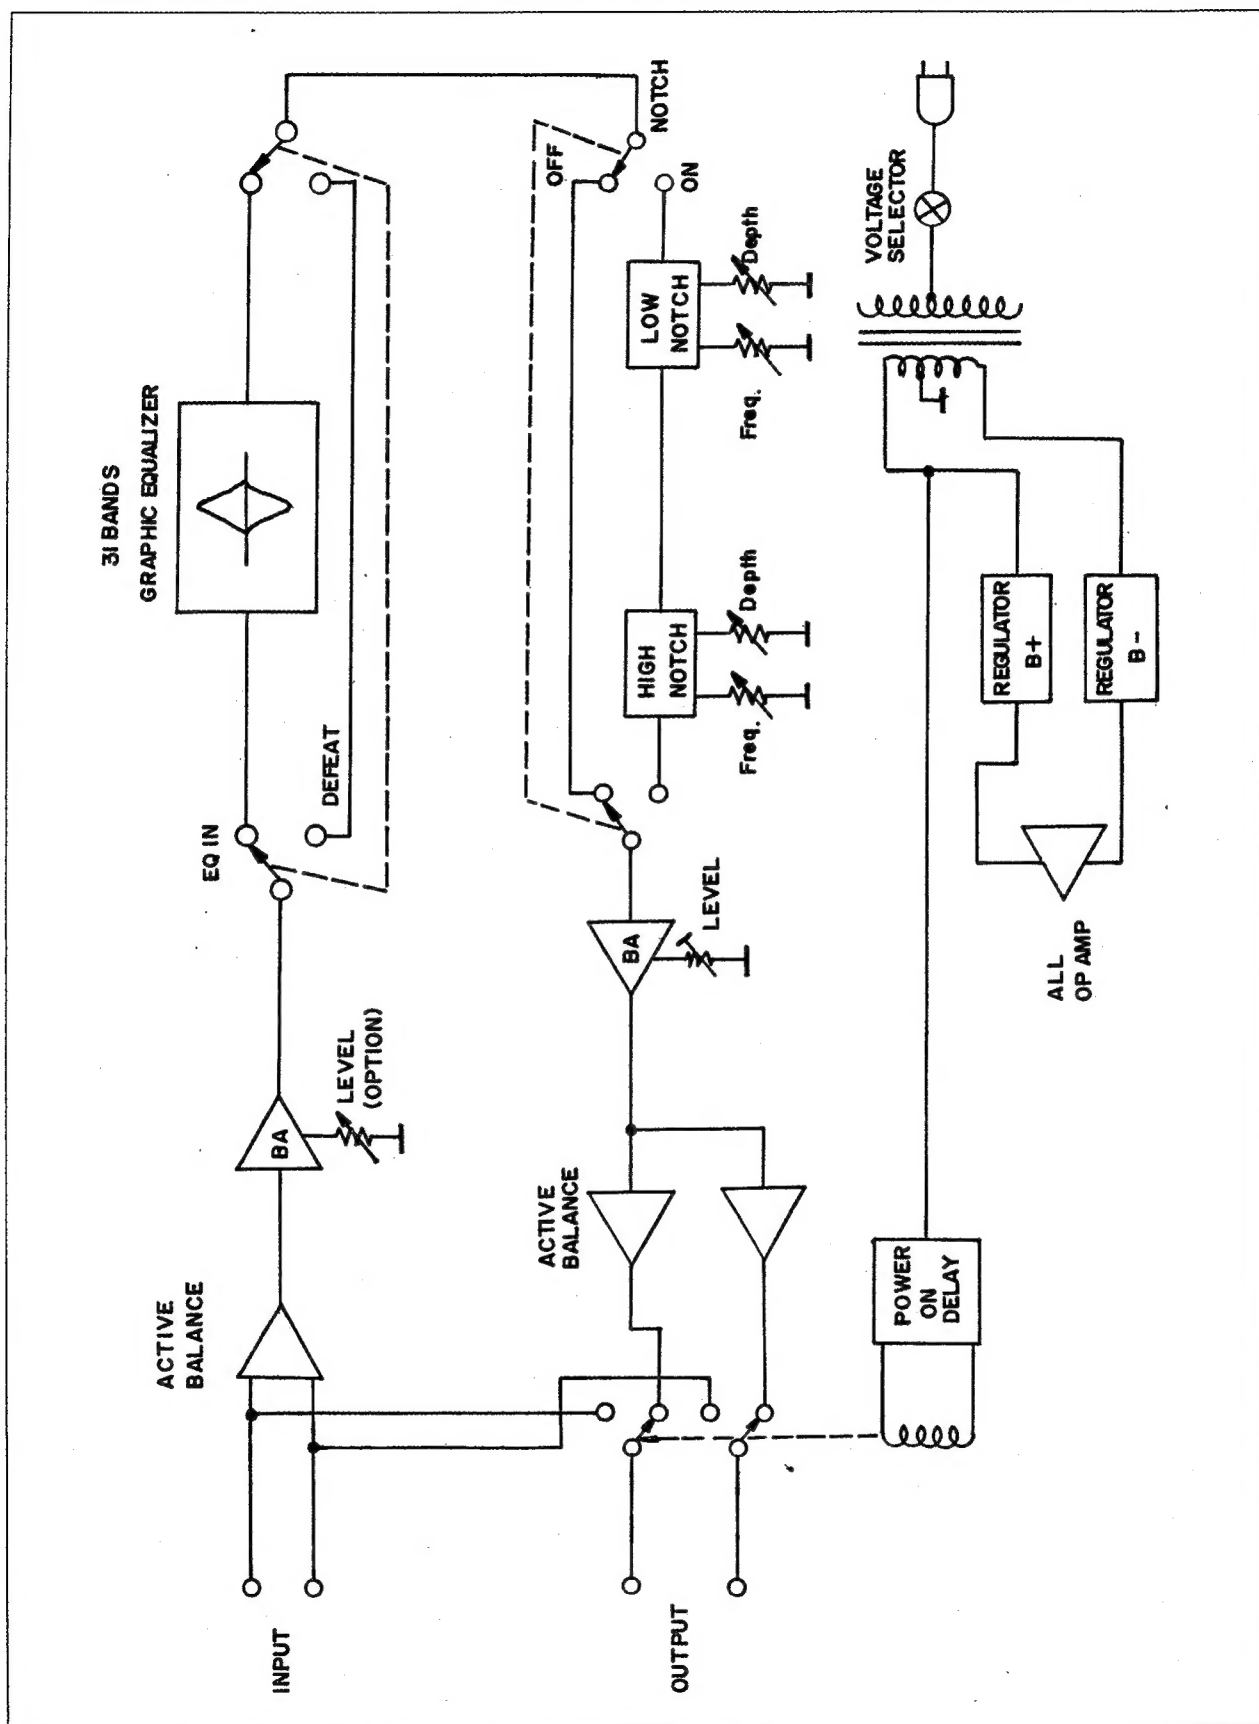 INPUT
ACTIVE
BALANCE
BA
LEVEL
(OPTION)
EQ IN
DEFEAT
31 BANDS
GRAPHIC EQUALIZER
OUTPUT
ACTIVE
BALANCE
BA
LEVEL
HIGH
NOTCH
Freq.
Depth
LOW
NOTCH
Freq.
Depth
OFF
ON
NOTCH
POWER
ON
DELAY
ALL
OP AMP
REGULATOR
B+
REGULATOR
B-
VOLTAGE
SELECTOR